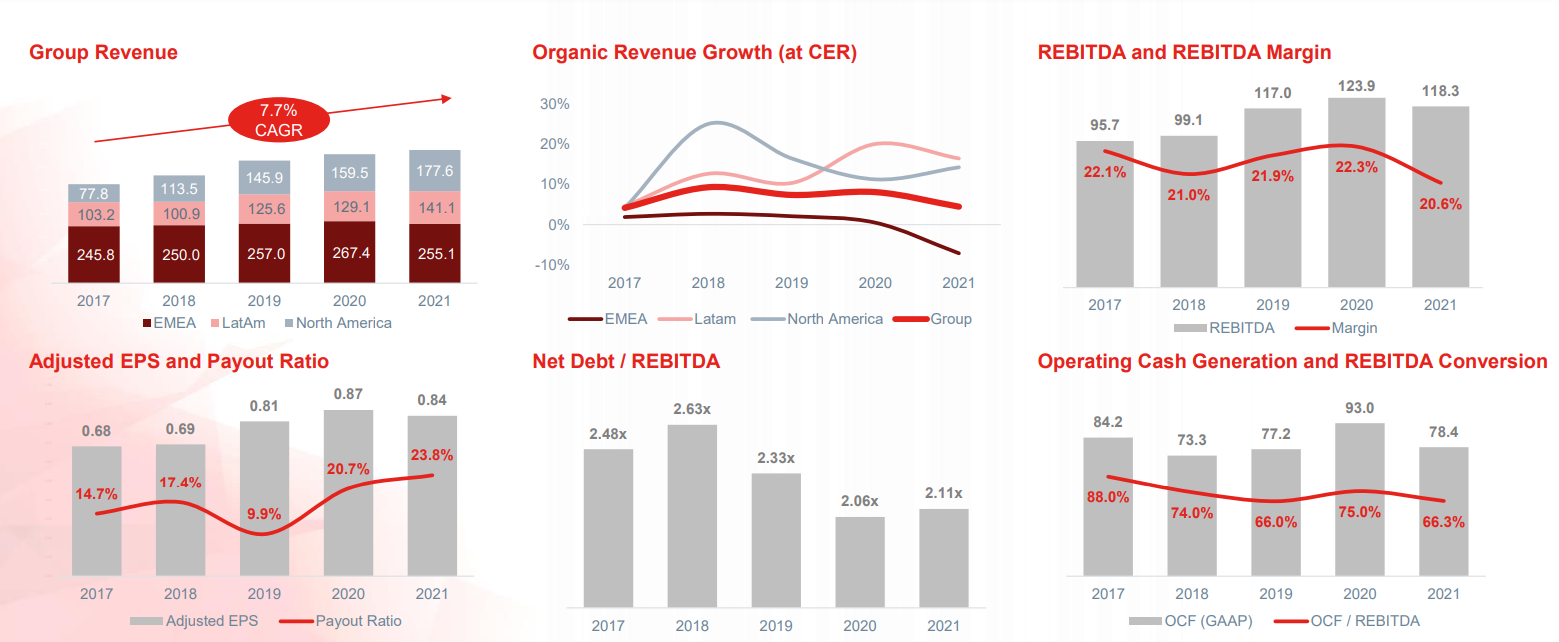 Group Revenue
7.7%
CAGR
77.8
113.5
145.9
159.5
177.6
103.2
100.9
125.6
129.1
141.1
245.8
250.0
257.0
267.4
255.1
2017 2018 2019 2020 2021
EMEA LatAm North America
Organic Revenue Growth (at CER)
30%
20%
10%
0%
-10%
2017 2018 2019 2020 2021
EMEA Latam North America Group
REBITDA and REBITDA Margin
95.7
99.1
117.0
123.9
118.3
22.1%
21.0%
21.9%
22.3%
20.6%
2017 2018 2019 2020 2021
REBITDA Margin
Adjusted EPS and Payout Ratio
0.68
0.69
0.81
0.87
0.84
14.7%
17.4%
9.9%
20.7%
23.8%
2017 2018 2019 2020 2021
Adjusted EPS Payout Ratio
Net Debt / REBITDA
2.48x
2.63x
2.33x
2.06x
2.11x
2017 2018 2019 2020 2021
Operating Cash Generation and REBITDA Conversion
84.2
73.3
77.2
93.0
78.4
88.0%
74.0%
66.0%
75.0%
66.3%
2017 2018 2019 2020 2021
OCF (GAAP) OCF / REBITDA